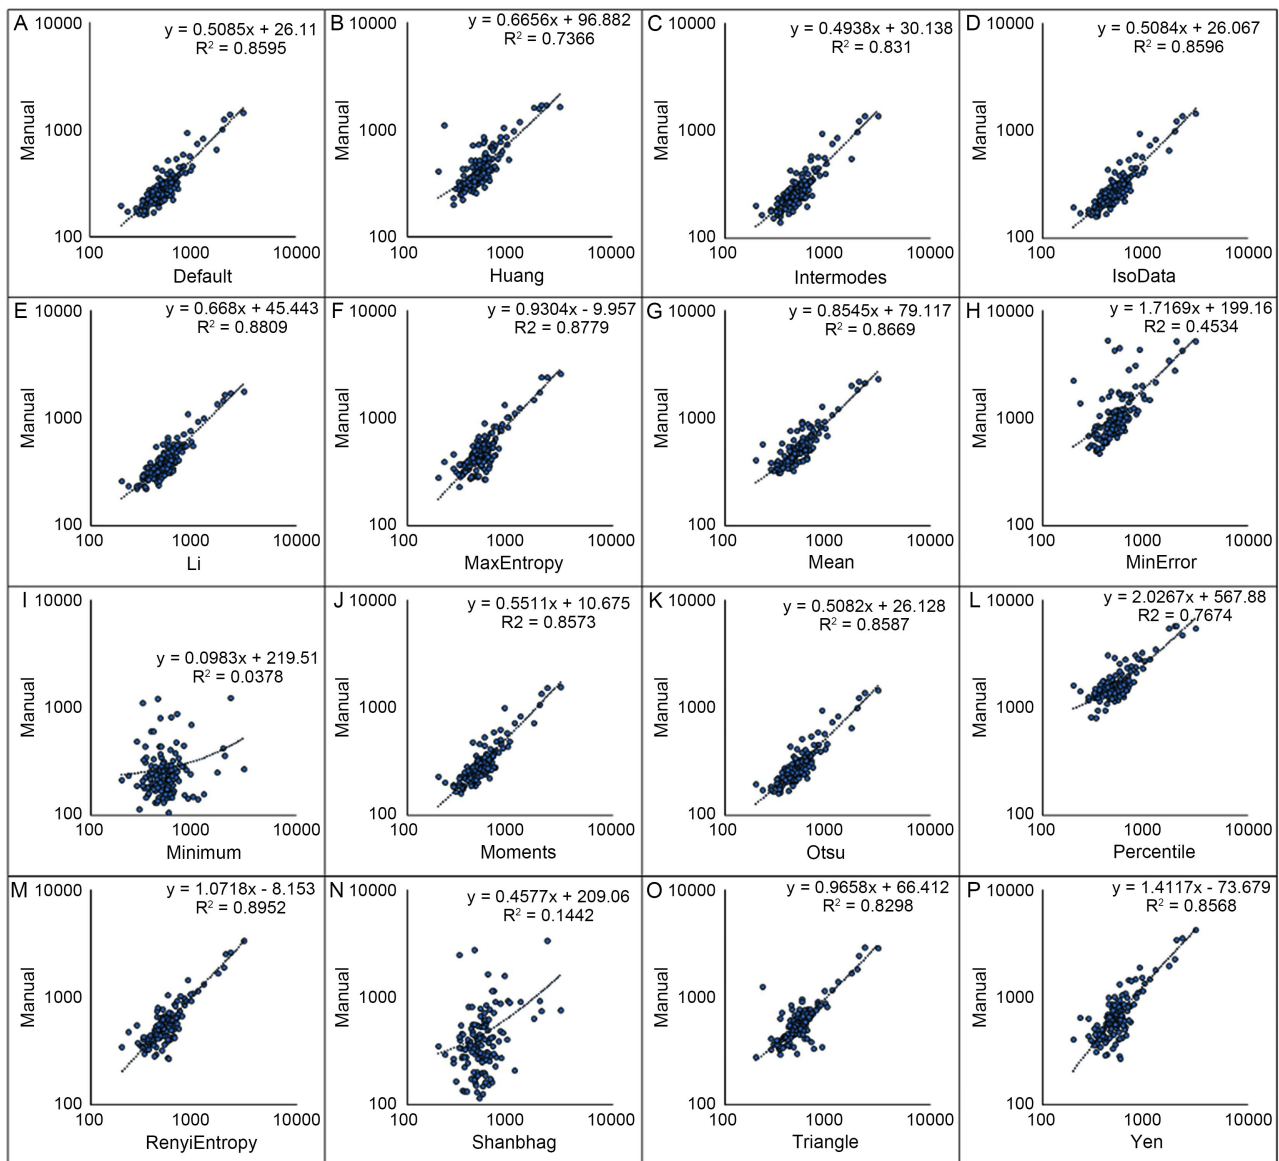 A
10000
y = 0.5085x + 26.11
R² = 0.8595
Manual
1000
100
100
1000
10000
Default
B
10000
y = 0.6656x + 96.882
R² = 0.7366
Manual
1000
100
100
1000
10000
Huang
C
10000
y = 0.4938x + 30.138
R² = 0.831
Manual
1000
100
100
1000
10000
Intermodes
D
10000
y = 0.5084x + 26.067
R² = 0.8596
Manual
1000
100
100
1000
10000
IsoData
E
10000
y = 0.668x + 45.443
R² = 0.8809
Manual
1000
100
100
1000
10000
Li
F
10000
y = 0.9304x - 9.957
R2 = 0.8779
Manual
1000
100
100
1000
10000
MaxEntropy
G
10000
y = 0.8545x + 79.117
R² = 0.8669
Manual
1000
100
100
1000
10000
Mean
H
10000
y = 1.7169x + 199.16
R2 = 0.4534
Manual
1000
100
100
1000
10000
MinError
I
10000
y = 0.0983x + 219.51
R² = 0.0378
Manual
1000
100
100
1000
10000
Minimum
J
10000
y = 0.5511x + 10.675
R2 = 0.8573
Manual
1000
100
100
1000
10000
Moments
K
10000
y = 0.5082x + 26.128
R² = 0.8587
Manual
1000
100
100
1000
10000
Otsu
L
10000
y = 2.0267x + 567.88
R2 = 0.7674
Manual
1000
100
100
1000
10000
Percentile
M
10000
y = 1.0718x - 8.153
R² = 0.8952
Manual
1000
100
100
1000
10000
RenyiEntropy
N
10000
y = 0.4577x + 209.06
R² = 0.1442
Manual
1000
100
100
1000
10000
Shanbhag
O
10000
y = 0.9658x + 66.412
R² = 0.8298
Manual
1000
100
100
1000
10000
Triangle
P
10000
y = 1.4117x - 73.679
R² = 0.8568
Manual
1000
100
100
1000
10000
Yen